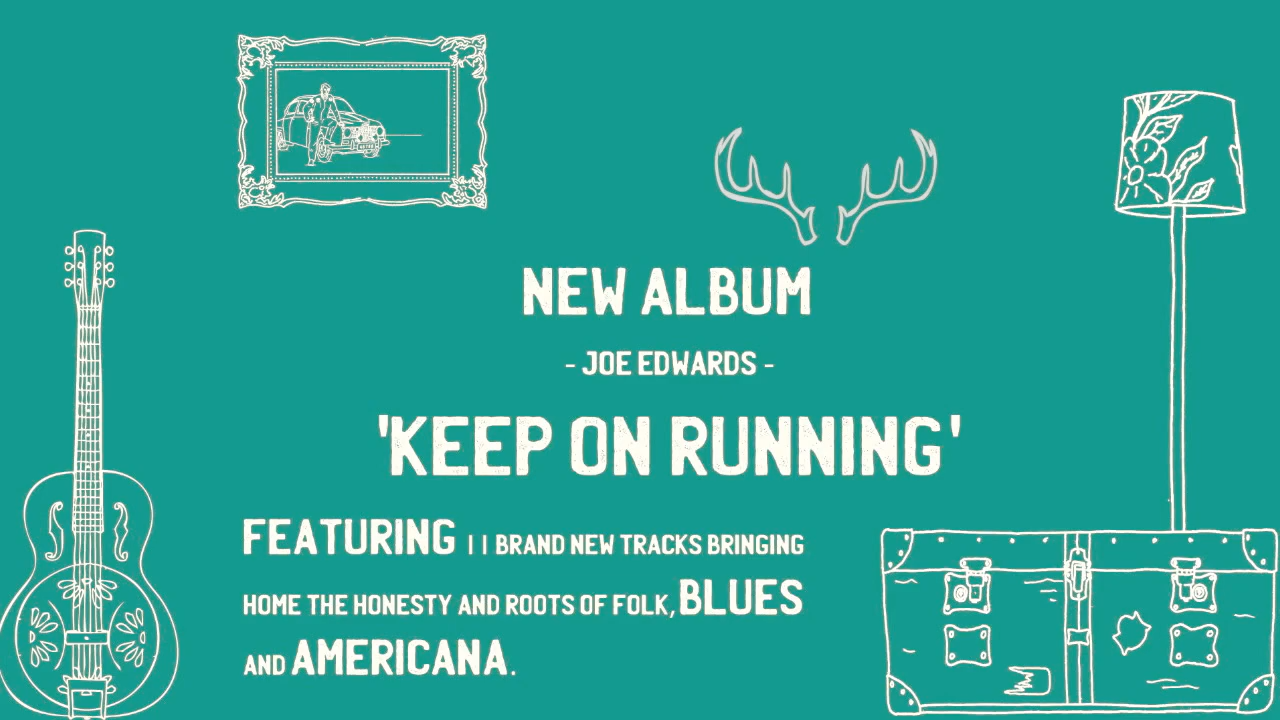 NEW ALBUM
- JOE EDWARDS -
'KEEP ON RUNNING'
FEATURING 11 BRAND NEW TRACKS BRINGING
HOME THE HONESTY AND ROOTS OF FOLK, BLUES
AND AMERICANA.